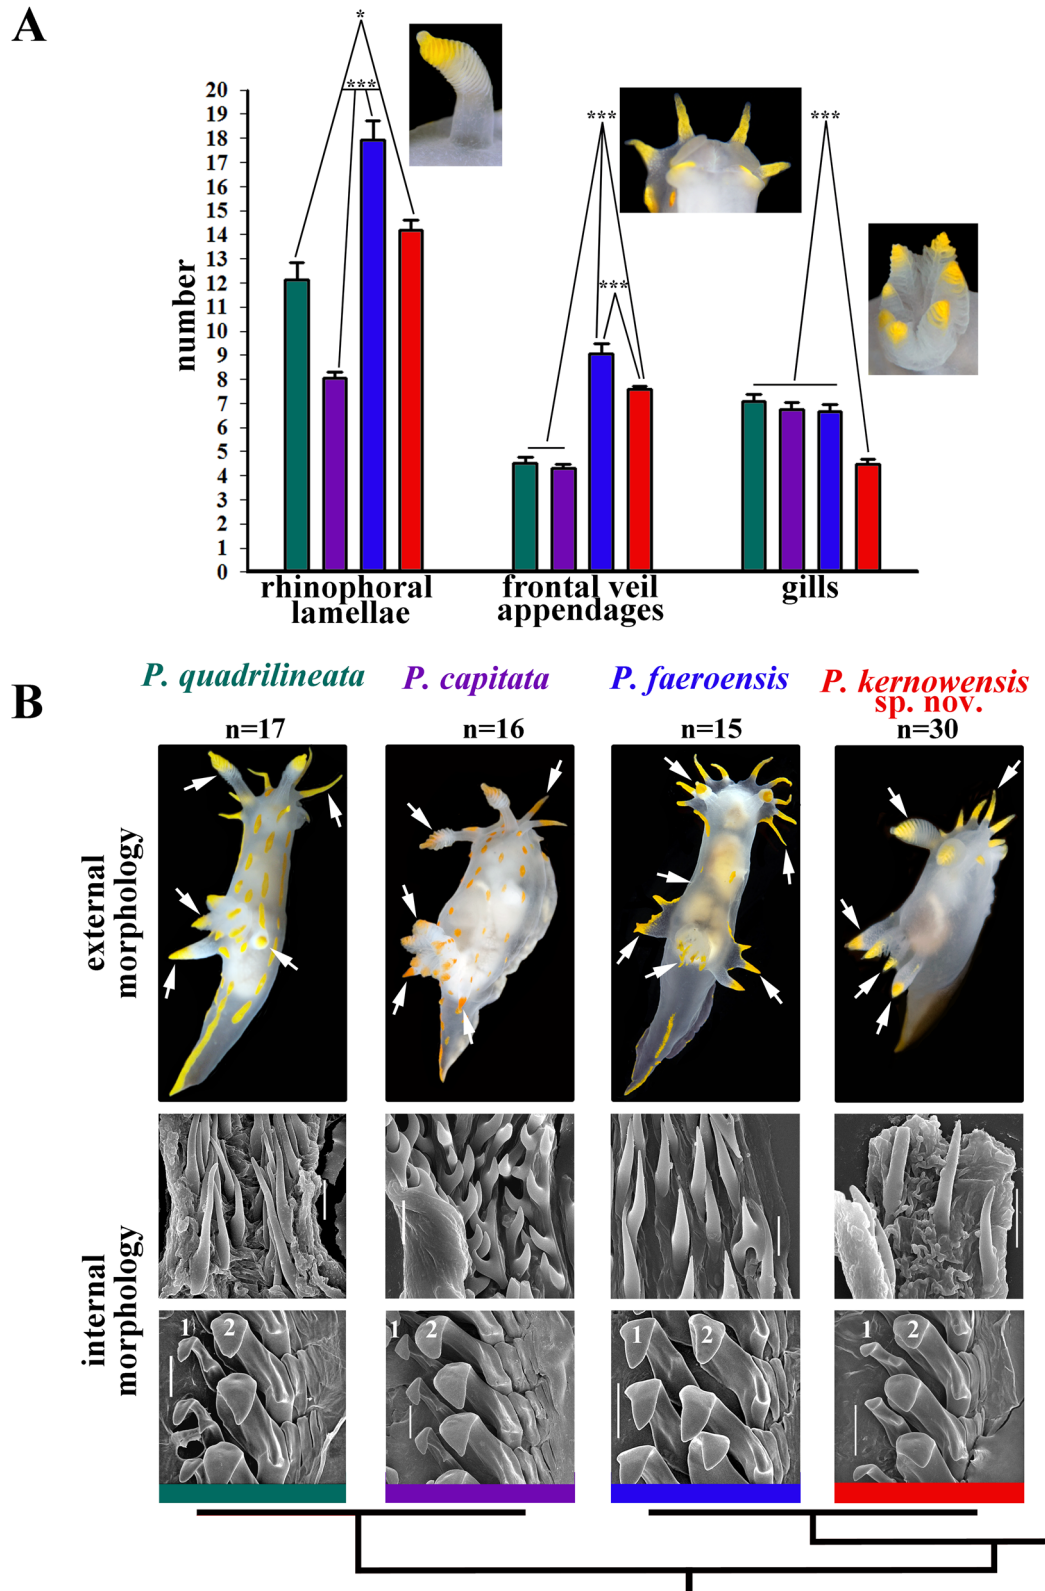 A
*
***
***
***
***
number
20
19
18
17
16
15
14
13
12
11
10
9
8
7
6
5
4
3
2
1
0
rhinophoral
lamellae
frontal veil
appendages
gills
B
P. quadrilineata
P. capitata
P. faeroensis
P. kernowensis
sp. nov.
n=17
n=16
n=15
n=30
external
morphology
internal
morphology
1 2
1 2
1 2
1 2